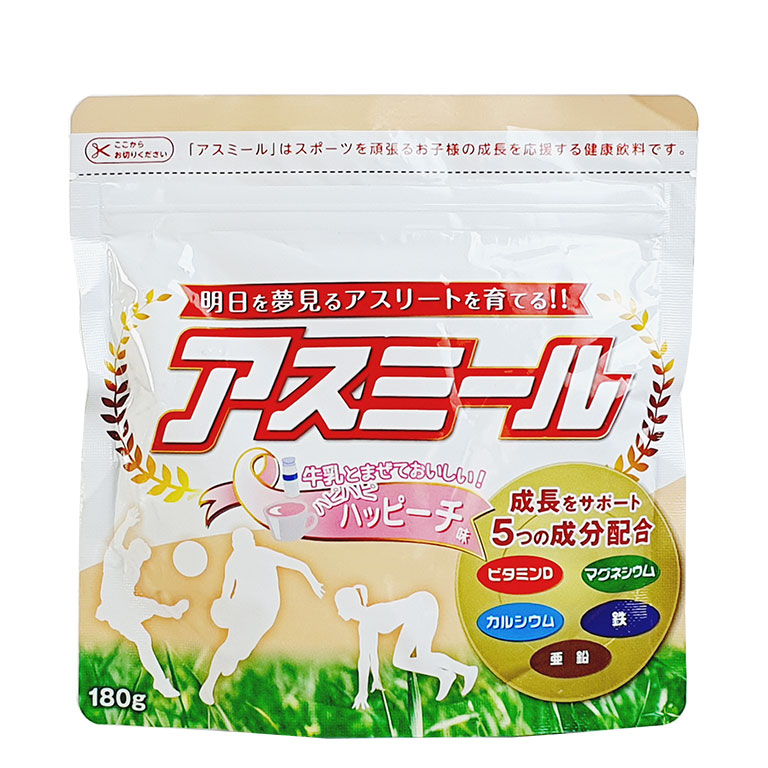 ここから
お切りください
「アスミール」はスポーツを頑張るお子様の成長を応援する健康飲料です。
明日を夢見るアスリートを育てる!!
アスミール
牛乳とまぜておいしい!
ハピハピ
ハッピーチ味
成長をサポート
5つの成分配合
ビタミンD
マグネシウム
カルシウム
鉄
亜鉛
180g